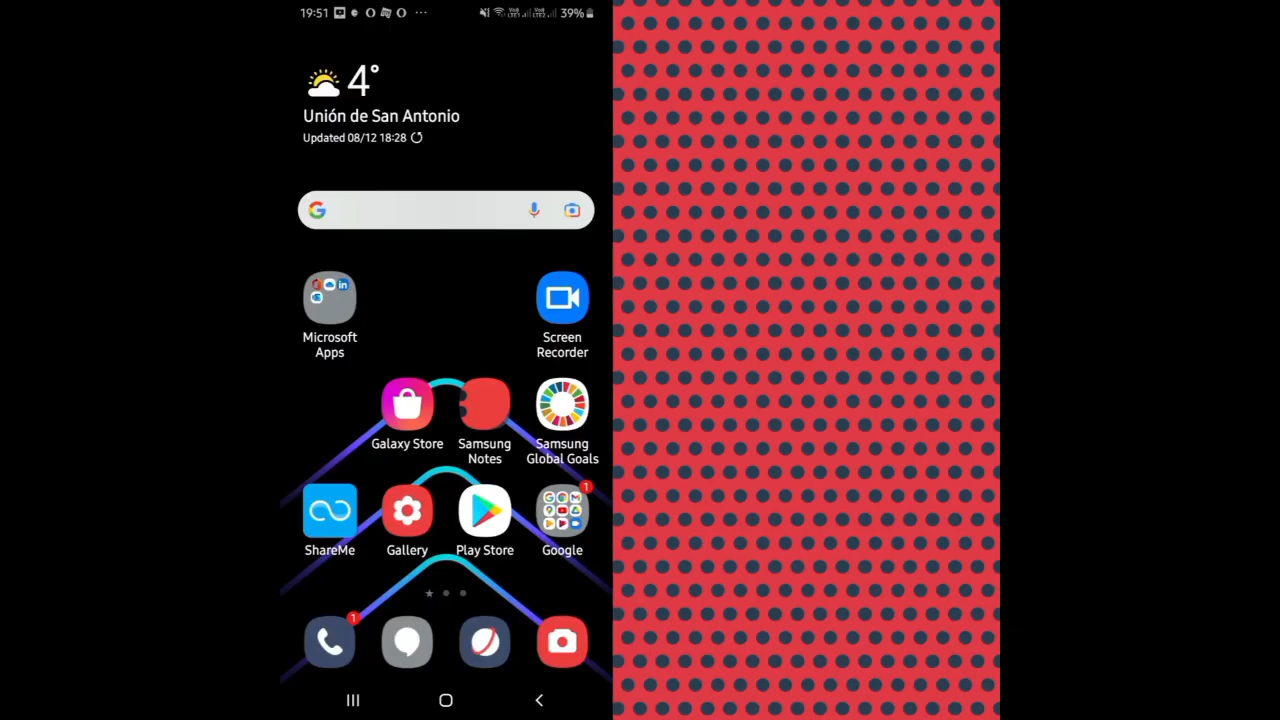 19:51
39%
4°
Unión de San Antonio
Updated 08/12 18:28
Microsoft Apps
Screen Recorder
Galaxy Store
Samsung Notes
Samsung Global Goals
1
ShareMe
Gallery
Play Store
Google
1